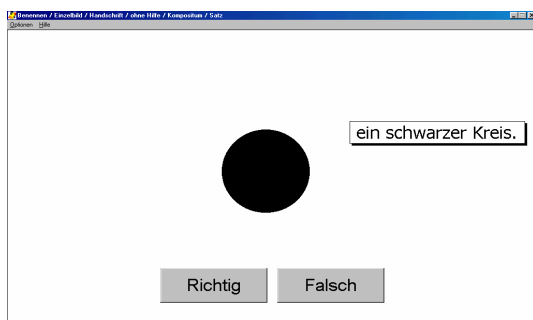 Benennen / Einzelbild / Handschrift / ohne Hilfe / Kompositum / Satz
Optionen Hilfe
ein schwarzer Kreis.
Richtig Falsch